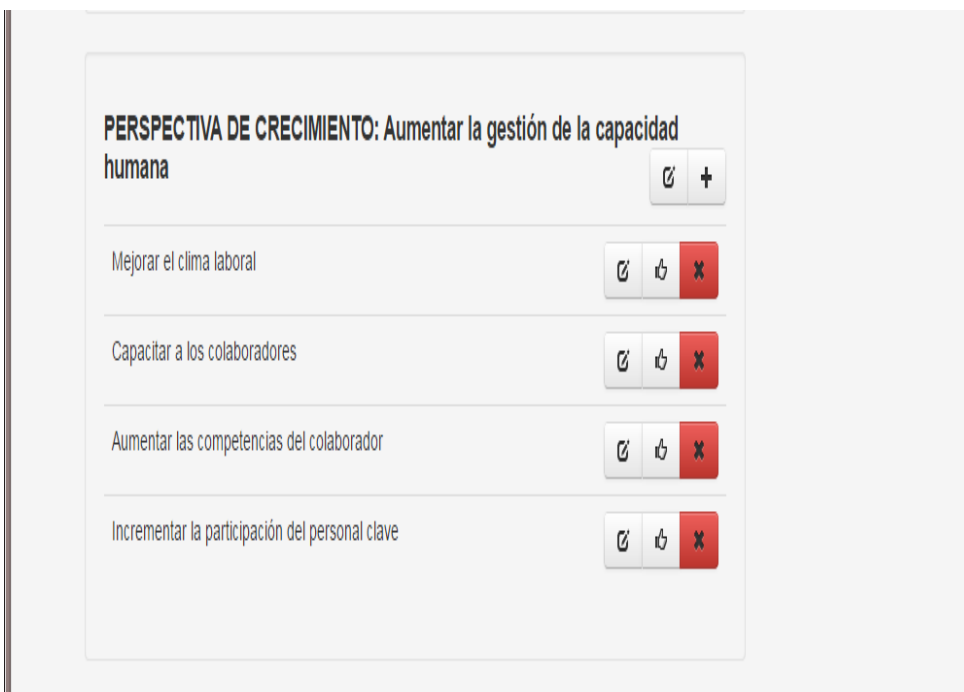 PERSPECTIVA DE CRECIMIENTO: Aumentar la gestión de la capacidad
humana
Mejorar el clima laboral
Capacitar a los colaboradores
Aumentar las competencias del colaborador
Incrementar la participación del personal clave